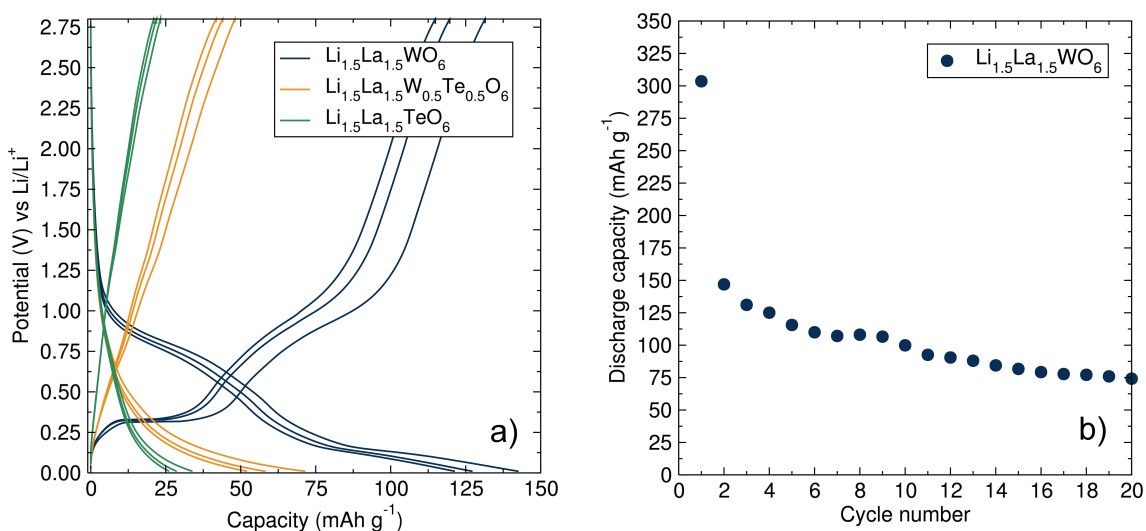 2.75
2.50
2.25
2.00
1.75
1.50
1.25
1.00
0.75
0.50
0.25
0.00
Potential (V) vs Li/Li⁺
Li₁.₅La₁.₅WO₆
Li₁.₅La₁.₅W₀.₅Te₀.₅O₆
Li₁.₅La₁.₅TeO₆
a)
0 25 50 75 100 125 150
Capacity (mAh g⁻¹)
350
325
300
275
250
225
200
175
150
125
100
75
50
25
0
Discharge capacity (mAh g⁻¹)
Li₁.₅La₁.₅WO₆
b)
0 2 4 6 8 10 12 14 16 18 20
Cycle number